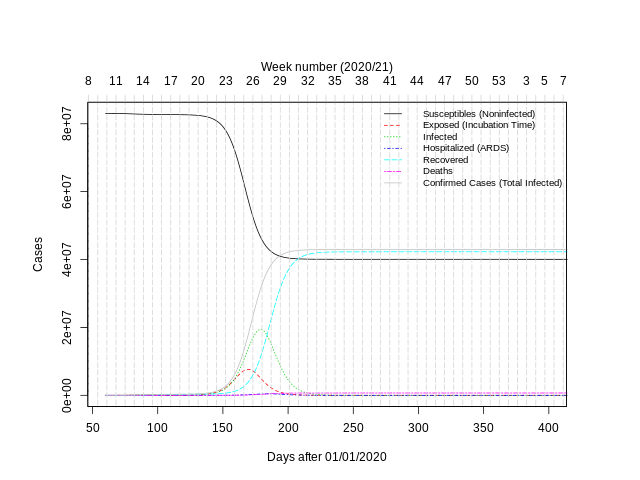 Week number (2020/21)
8 11 14 17 20 23 26 29 32 35 38 41 44 47 50 53 3 5 7
Susceptibles (Noninfected)
Exposed (Incubation Time)
Infected
Hospitalized (ARDS)
Recovered
Deaths
Confirmed Cases (Total Infected)
8e+07
6e+07
4e+07
2e+07
0e+00
Cases
50 100 150 200 250 300 350 400
Days after 01/01/2020